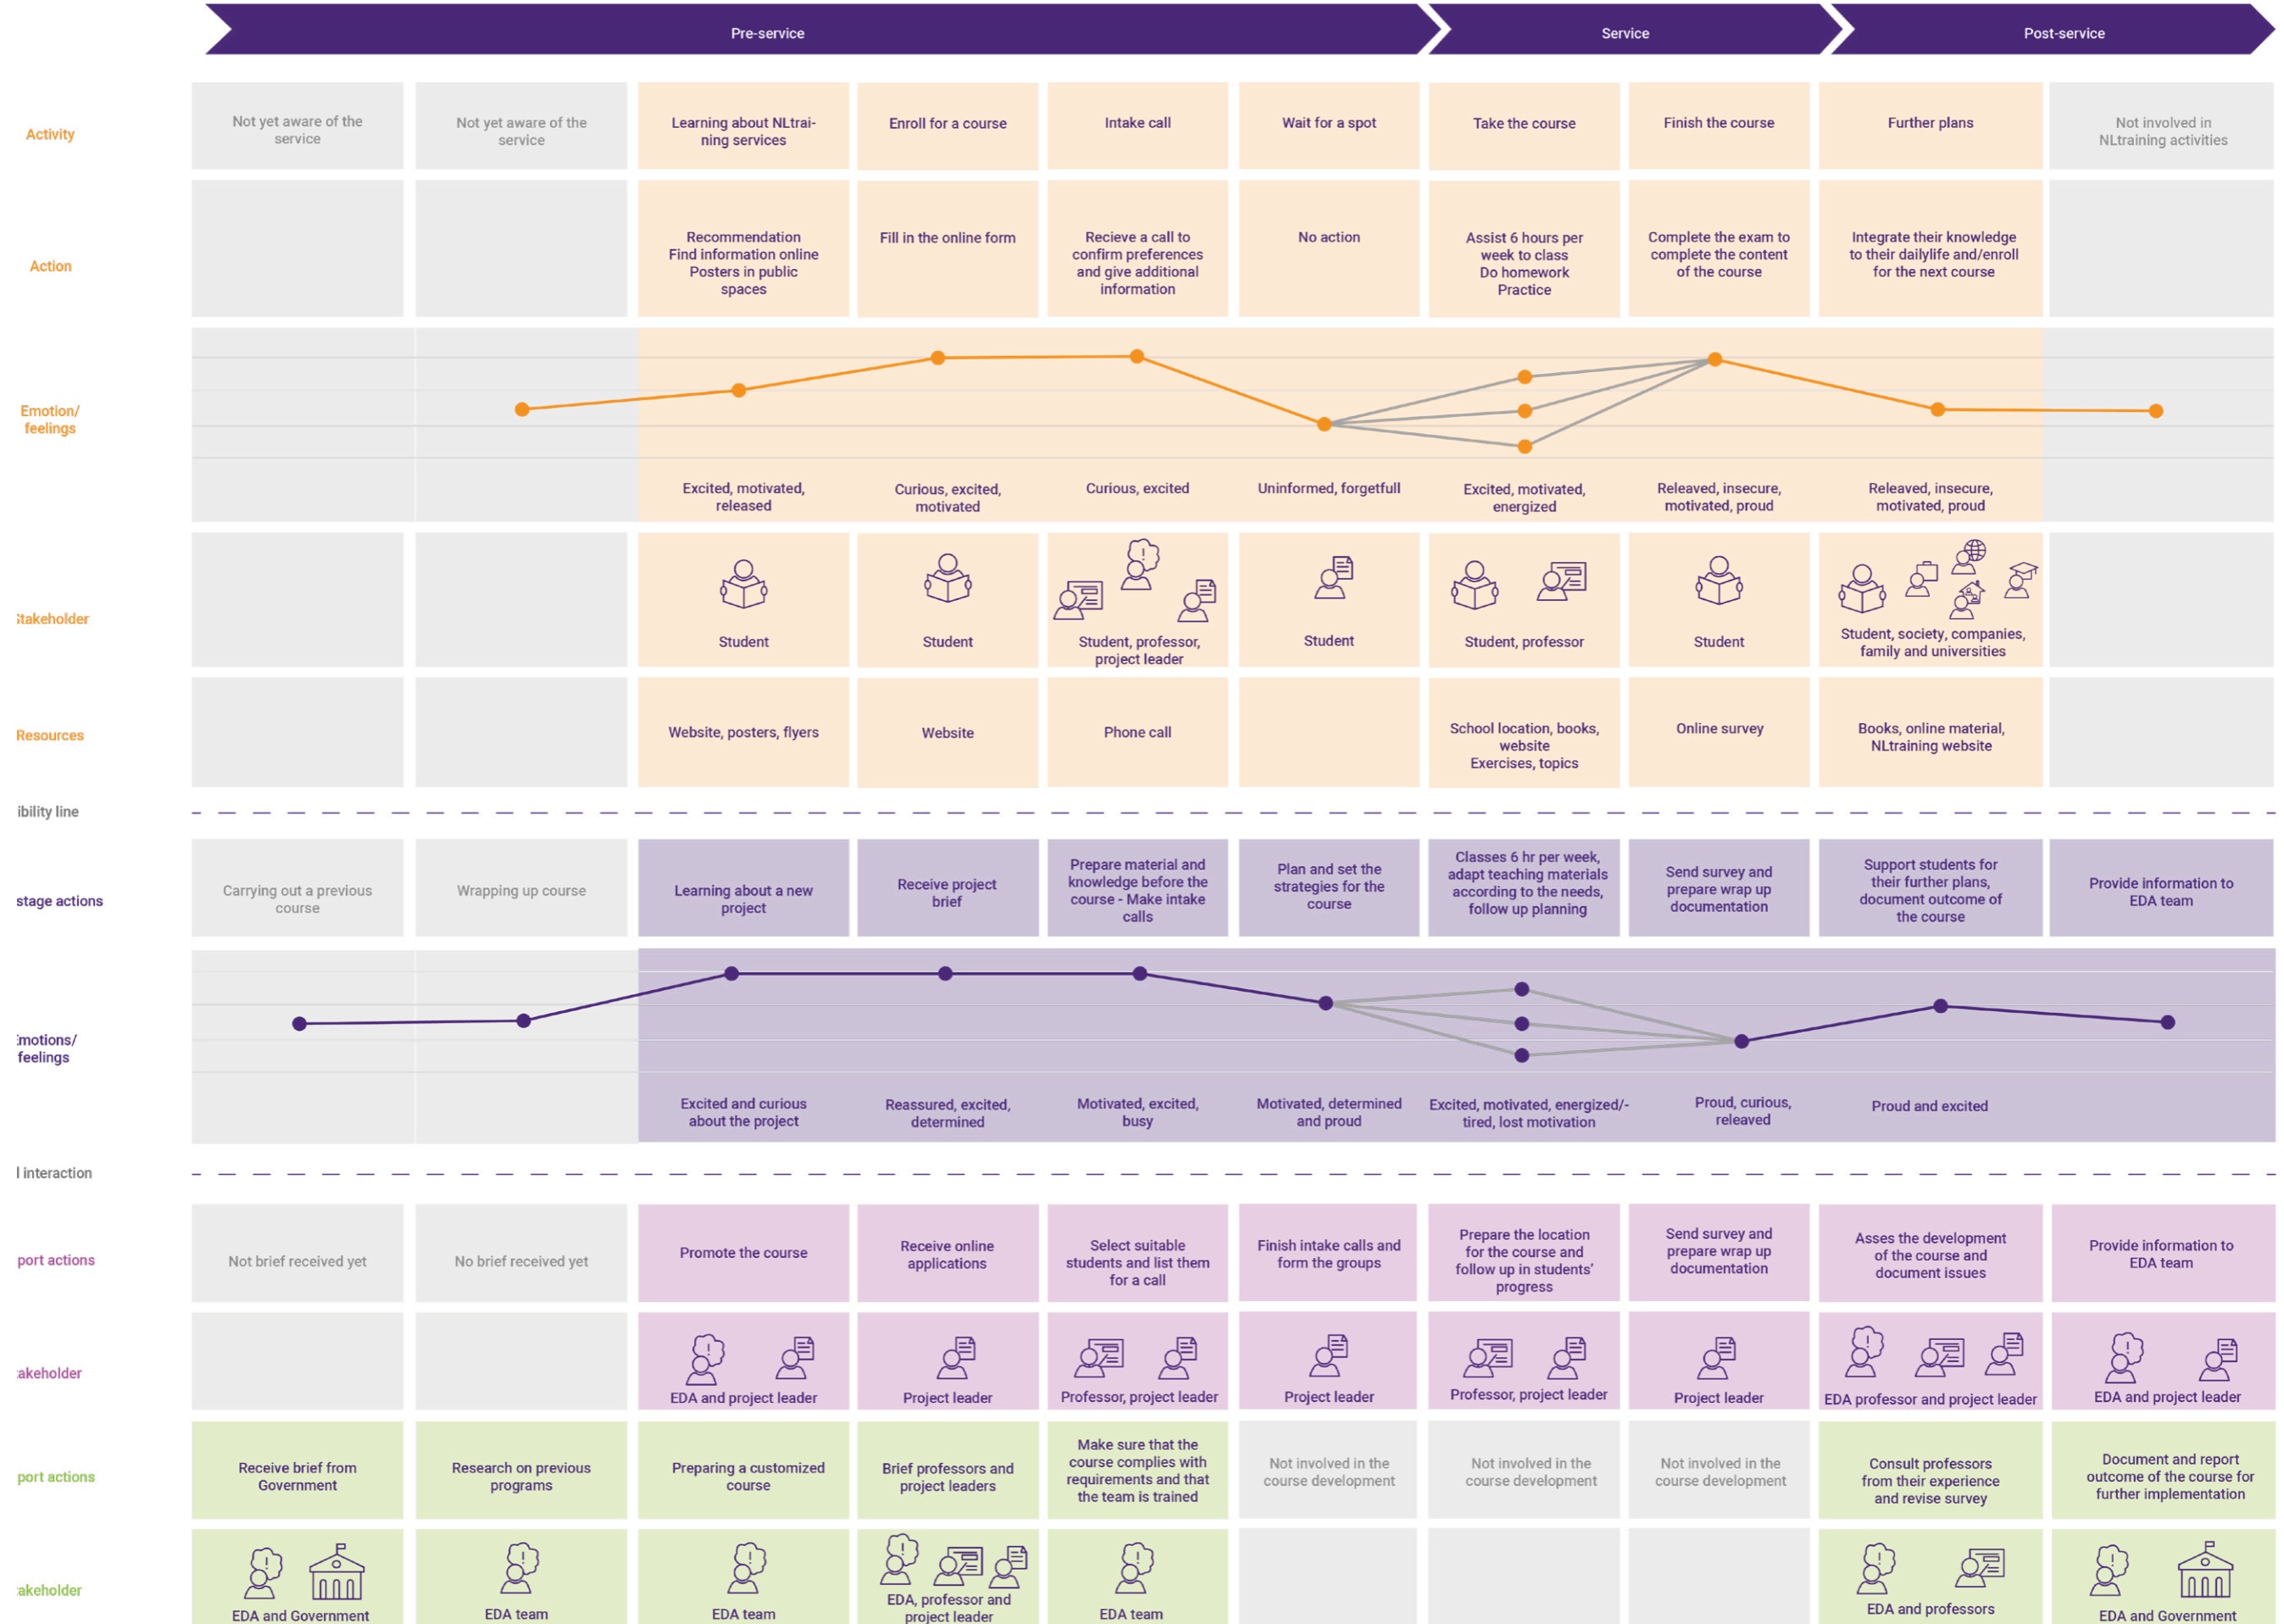 Pre-service
Service
Post-service
Activity
Not yet aware of the
service
Not yet aware of the
service
Learning about NLtrai-
ning services
Enroll for a course
Intake call
Wait for a spot
Take the course
Finish the course
Further plans
Not involved in
NLtraining activities
Action
Recommendation
Find information online
Posters in public
spaces
Fill in the online form
Recieve a call to
confirm preferences
and give additional
information
No action
Assist 6 hours per
week to class
Do homework
Practice
Complete the exam to
complete the content
of the course
Integrate their knowledge
to their dailylife and/enroll
for the next course
Emotion/
feelings
Excited, motivated,
released
Curious, excited,
motivated
Curious, excited
Uninformed, forgetfull
Excited, motivated,
energized
Releaved, insecure,
motivated, proud
Releaved, insecure,
motivated, proud
takeholder
Student
Student
Student, professor,
project leader
Student
Student, professor
Student
Student, society, companies,
family and universities
Resources
Website, posters, flyers
Website
Phone call
School location, books,
website
Exercises, topics
Online survey
Books, online material,
NLtraining website
ibility line
stage actions
Carrying out a previous
course
Wrapping up course
Learning about a new
project
Receive project
brief
Prepare material and
knowledge before the
course - Make intake
calls
Plan and set the
strategies for the
course
Classes 6 hr per week,
adapt teaching materials
according to the needs,
follow up planning
Send survey and
prepare wrap up
documentation
Support students for
their further plans,
document outcome of
the course
Provide information to
EDA team
Emotions/
feelings
Excited and curious
about the project
Reassured, excited,
determined
Motivated, excited,
busy
Motivated, determined
and proud
Excited, motivated, energized/-
tired, lost motivation
Proud, curious,
releaved
Proud and excited
l interaction
port actions
Not brief received yet
No brief received yet
Promote the course
Receive online
applications
Select suitable
students and list them
for a call
Finish intake calls and
form the groups
Prepare the location
for the course and
follow up in students'
progress
Send survey and
prepare wrap up
documentation
Asses the development
of the course and
document issues
Provide information to
EDA team
akeholder
EDA and project leader
Project leader
Professor, project leader
Project leader
Professor, project leader
Project leader
EDA professor and project leader
EDA and project leader
port actions
Receive brief from
Government
Research on previous
programs
Preparing a customized
course
Brief professors and
project leaders
Make sure that the
course complies with
requirements and that
the team is trained
Not involved in the
course development
Not involved in the
course development
Not involved in the
course development
Consult professors
from their experience
and revise survey
Document and report
outcome of the course for
further implementation
akeholder
EDA and Government
EDA team
EDA team
EDA, professor and
project leader
EDA team
EDA and professors
EDA and Government